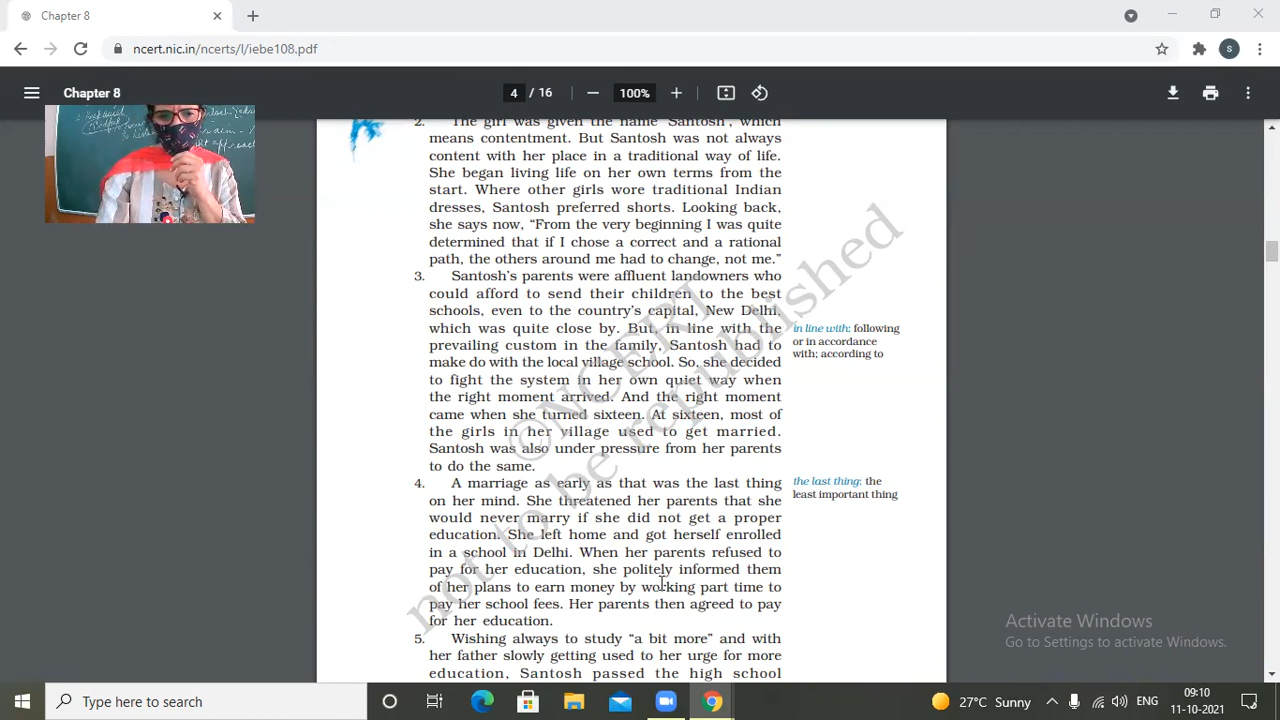 Chapter 8
ncert.nic.in/ncerts/l/iebe108.pdf
S
Chapter 8
4 / 16
100%
2. The girl was given the name 'Santosh', which
means contentment. But Santosh was not always
content with her place in a traditional way of life.
She began living life on her own terms from the
start. Where other girls wore traditional Indian
dresses, Santosh preferred shorts. Looking back,
she says now, “From the very beginning I was quite
determined that if I chose a correct and a rational
path, the others around me had to change, not me.”
3. Santosh’s parents were affluent landowners who
could afford to send their children to the best
schools, even to the country’s capital, New Delhi,
which was quite close by. But, in line with the
prevailing custom in the family, Santosh had to
make do with the local village school. So, she decided
to fight the system in her own quiet way when
the right moment arrived. And the right moment
came when she turned sixteen. At sixteen, most of
the girls in her village used to get married.
Santosh was also under pressure from her parents
to do the same.
in line with: following
or in accordance
with; according to
4. A marriage as early as that was the last thing
on her mind. She threatened her parents that she
would never marry if she did not get a proper
education. She left home and got herself enrolled
in a school in Delhi. When her parents refused to
pay for her education, she politely informed them
of her plans to earn money by working part time to
pay her school fees. Her parents then agreed to pay
for her education.
the last thing: the
least important thing
5. Wishing always to study “a bit more” and with
her father slowly getting used to her urge for more
education, Santosh passed the high school
©NCERT
not to be republished
Activate Windows
Go to Settings to activate Windows.
Type here to search
27°C Sunny
ENG
09:10
11-10-2021